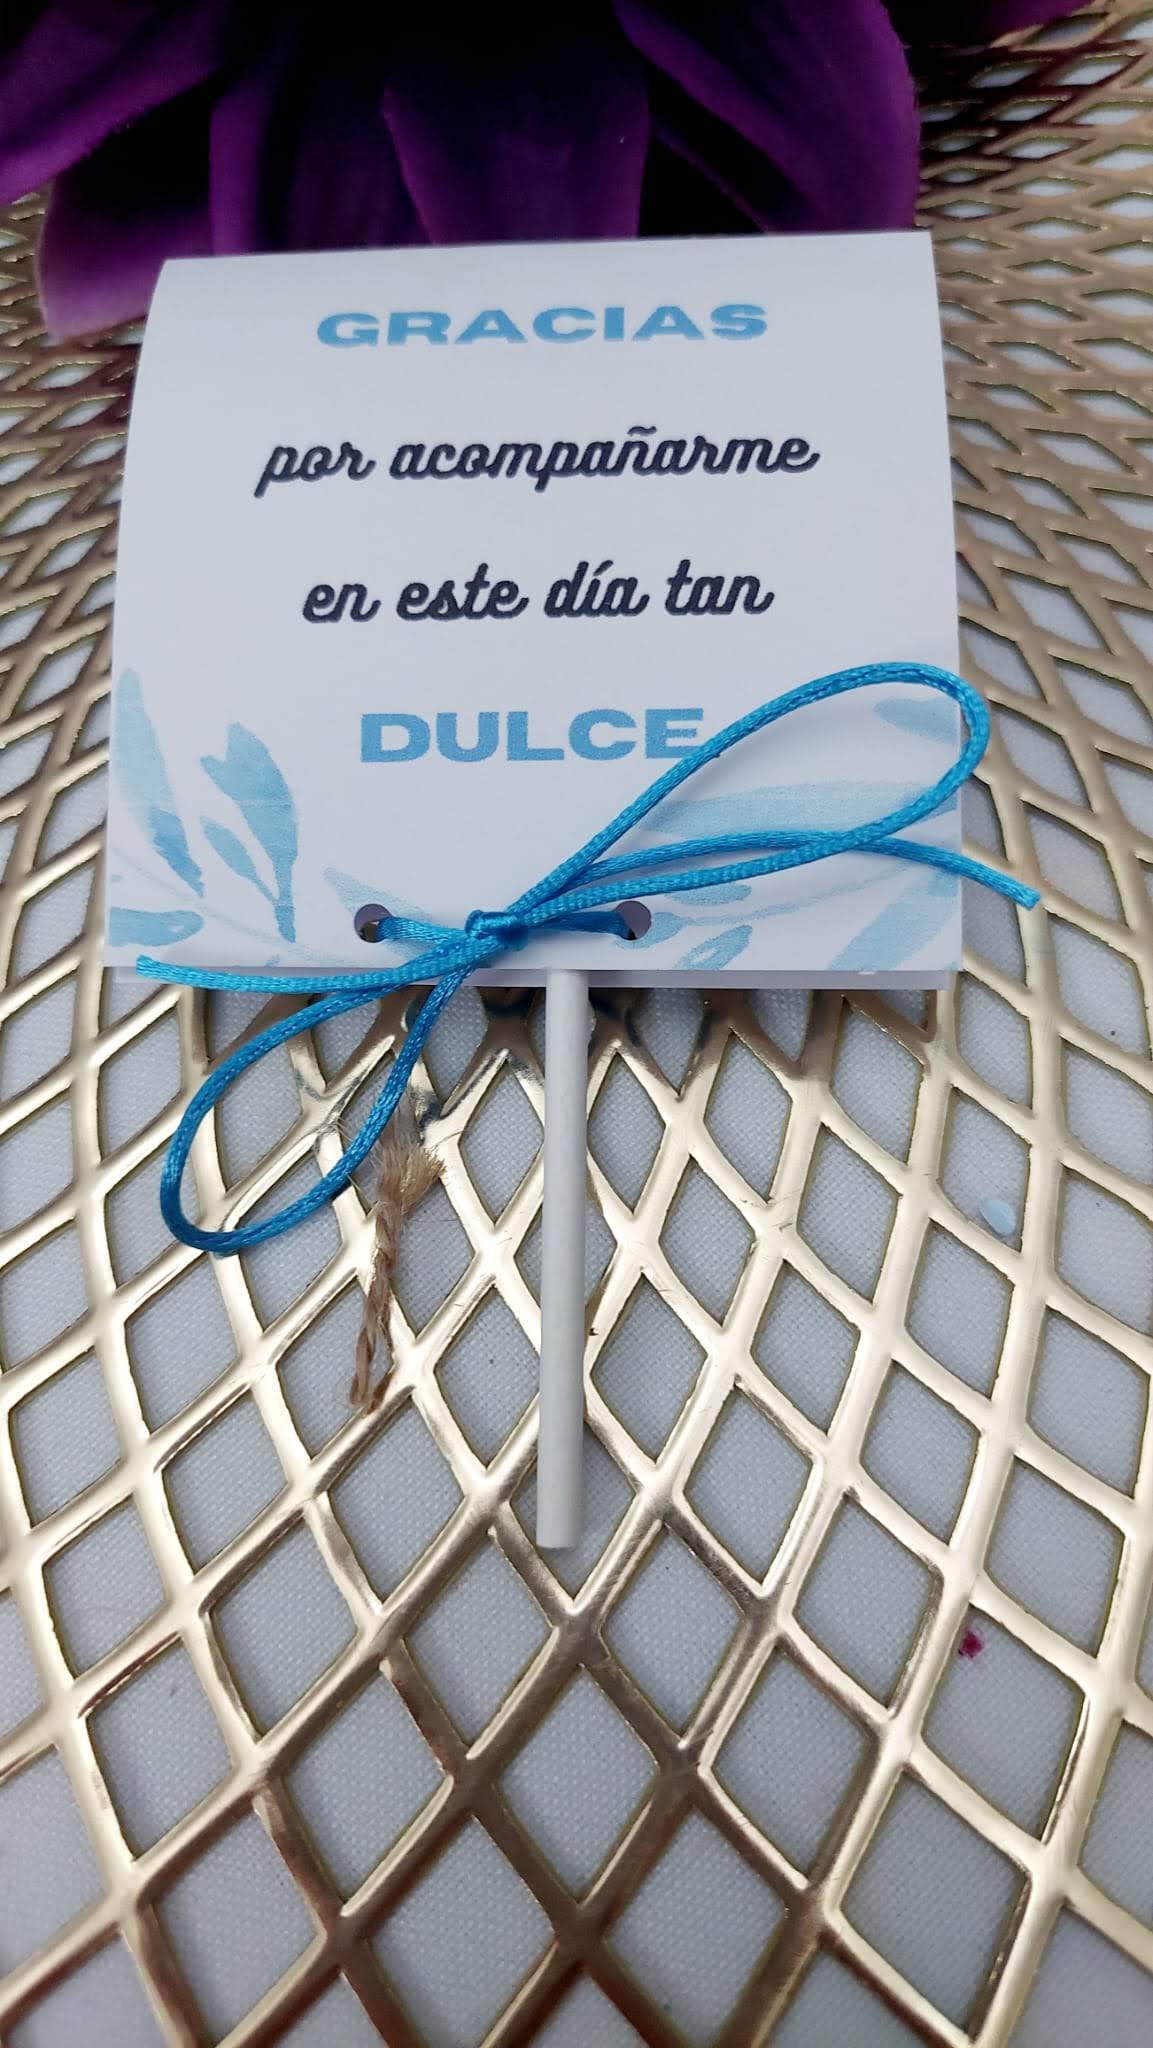 GRACIAS
por acompañarme
en este día tan
DULCE